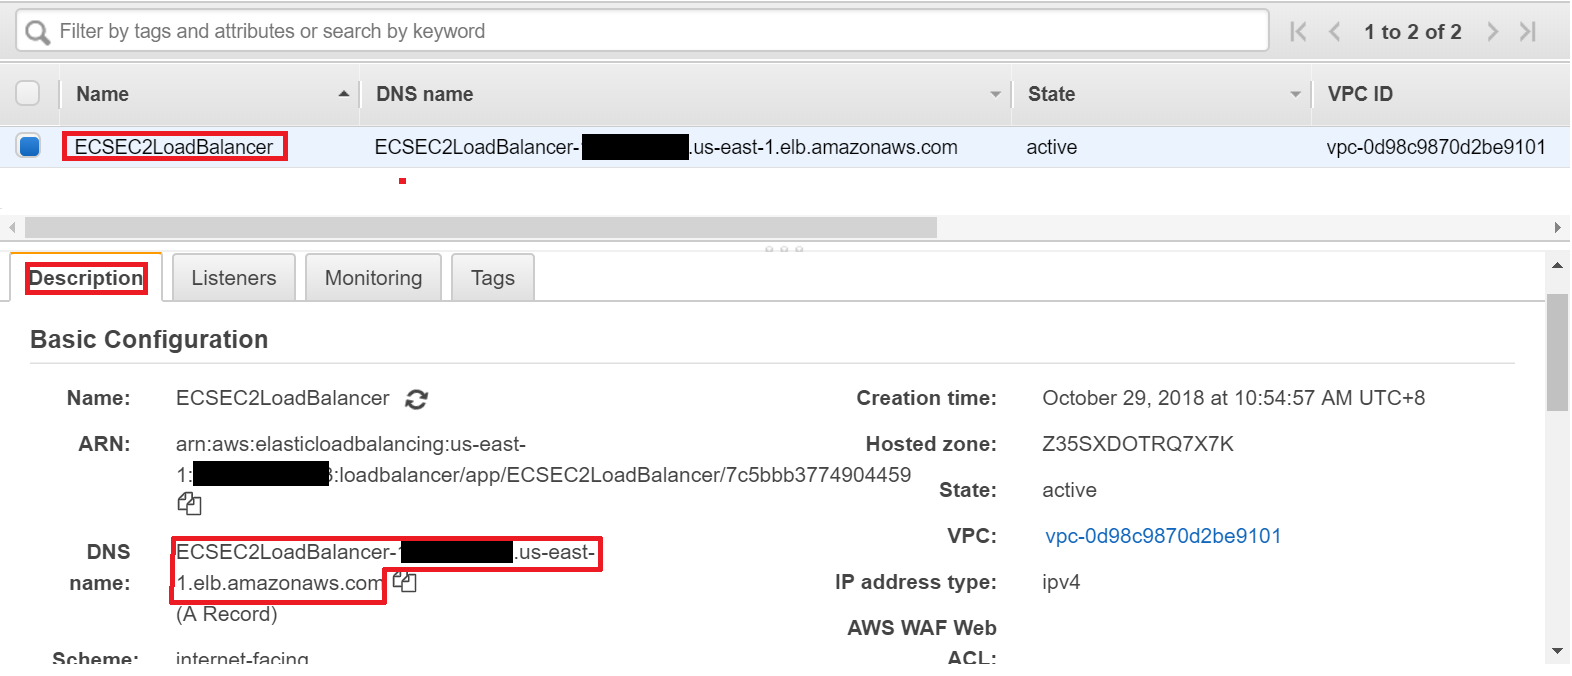 Filter by tags and attributes or search by keyword
1 to 2 of 2
Name DNS name State VPC ID
ECSEC2LoadBalancer ECSEC2LoadBalancer- .us-east-1.elb.amazonaws.com active vpc-0d98c9870d2be9101
Description Listeners Monitoring Tags
Basic Configuration
Name: ECSEC2LoadBalancer
ARN: arn:aws:elasticloadbalancing:us-east-
1: :loadbalancer/app/ECSEC2LoadBalancer/7c5bbb3774904459
DNS ECSEC2LoadBalancer- .us-east-
name: 1.elb.amazonaws.com
(A Record)
Scheme: internet-facing
Creation time: October 29, 2018 at 10:54:57 AM UTC+8
Hosted zone: Z35SXDOTRQ7X7K
State: active
VPC: vpc-0d98c9870d2be9101
IP address type: ipv4
AWS WAF Web
ACL: